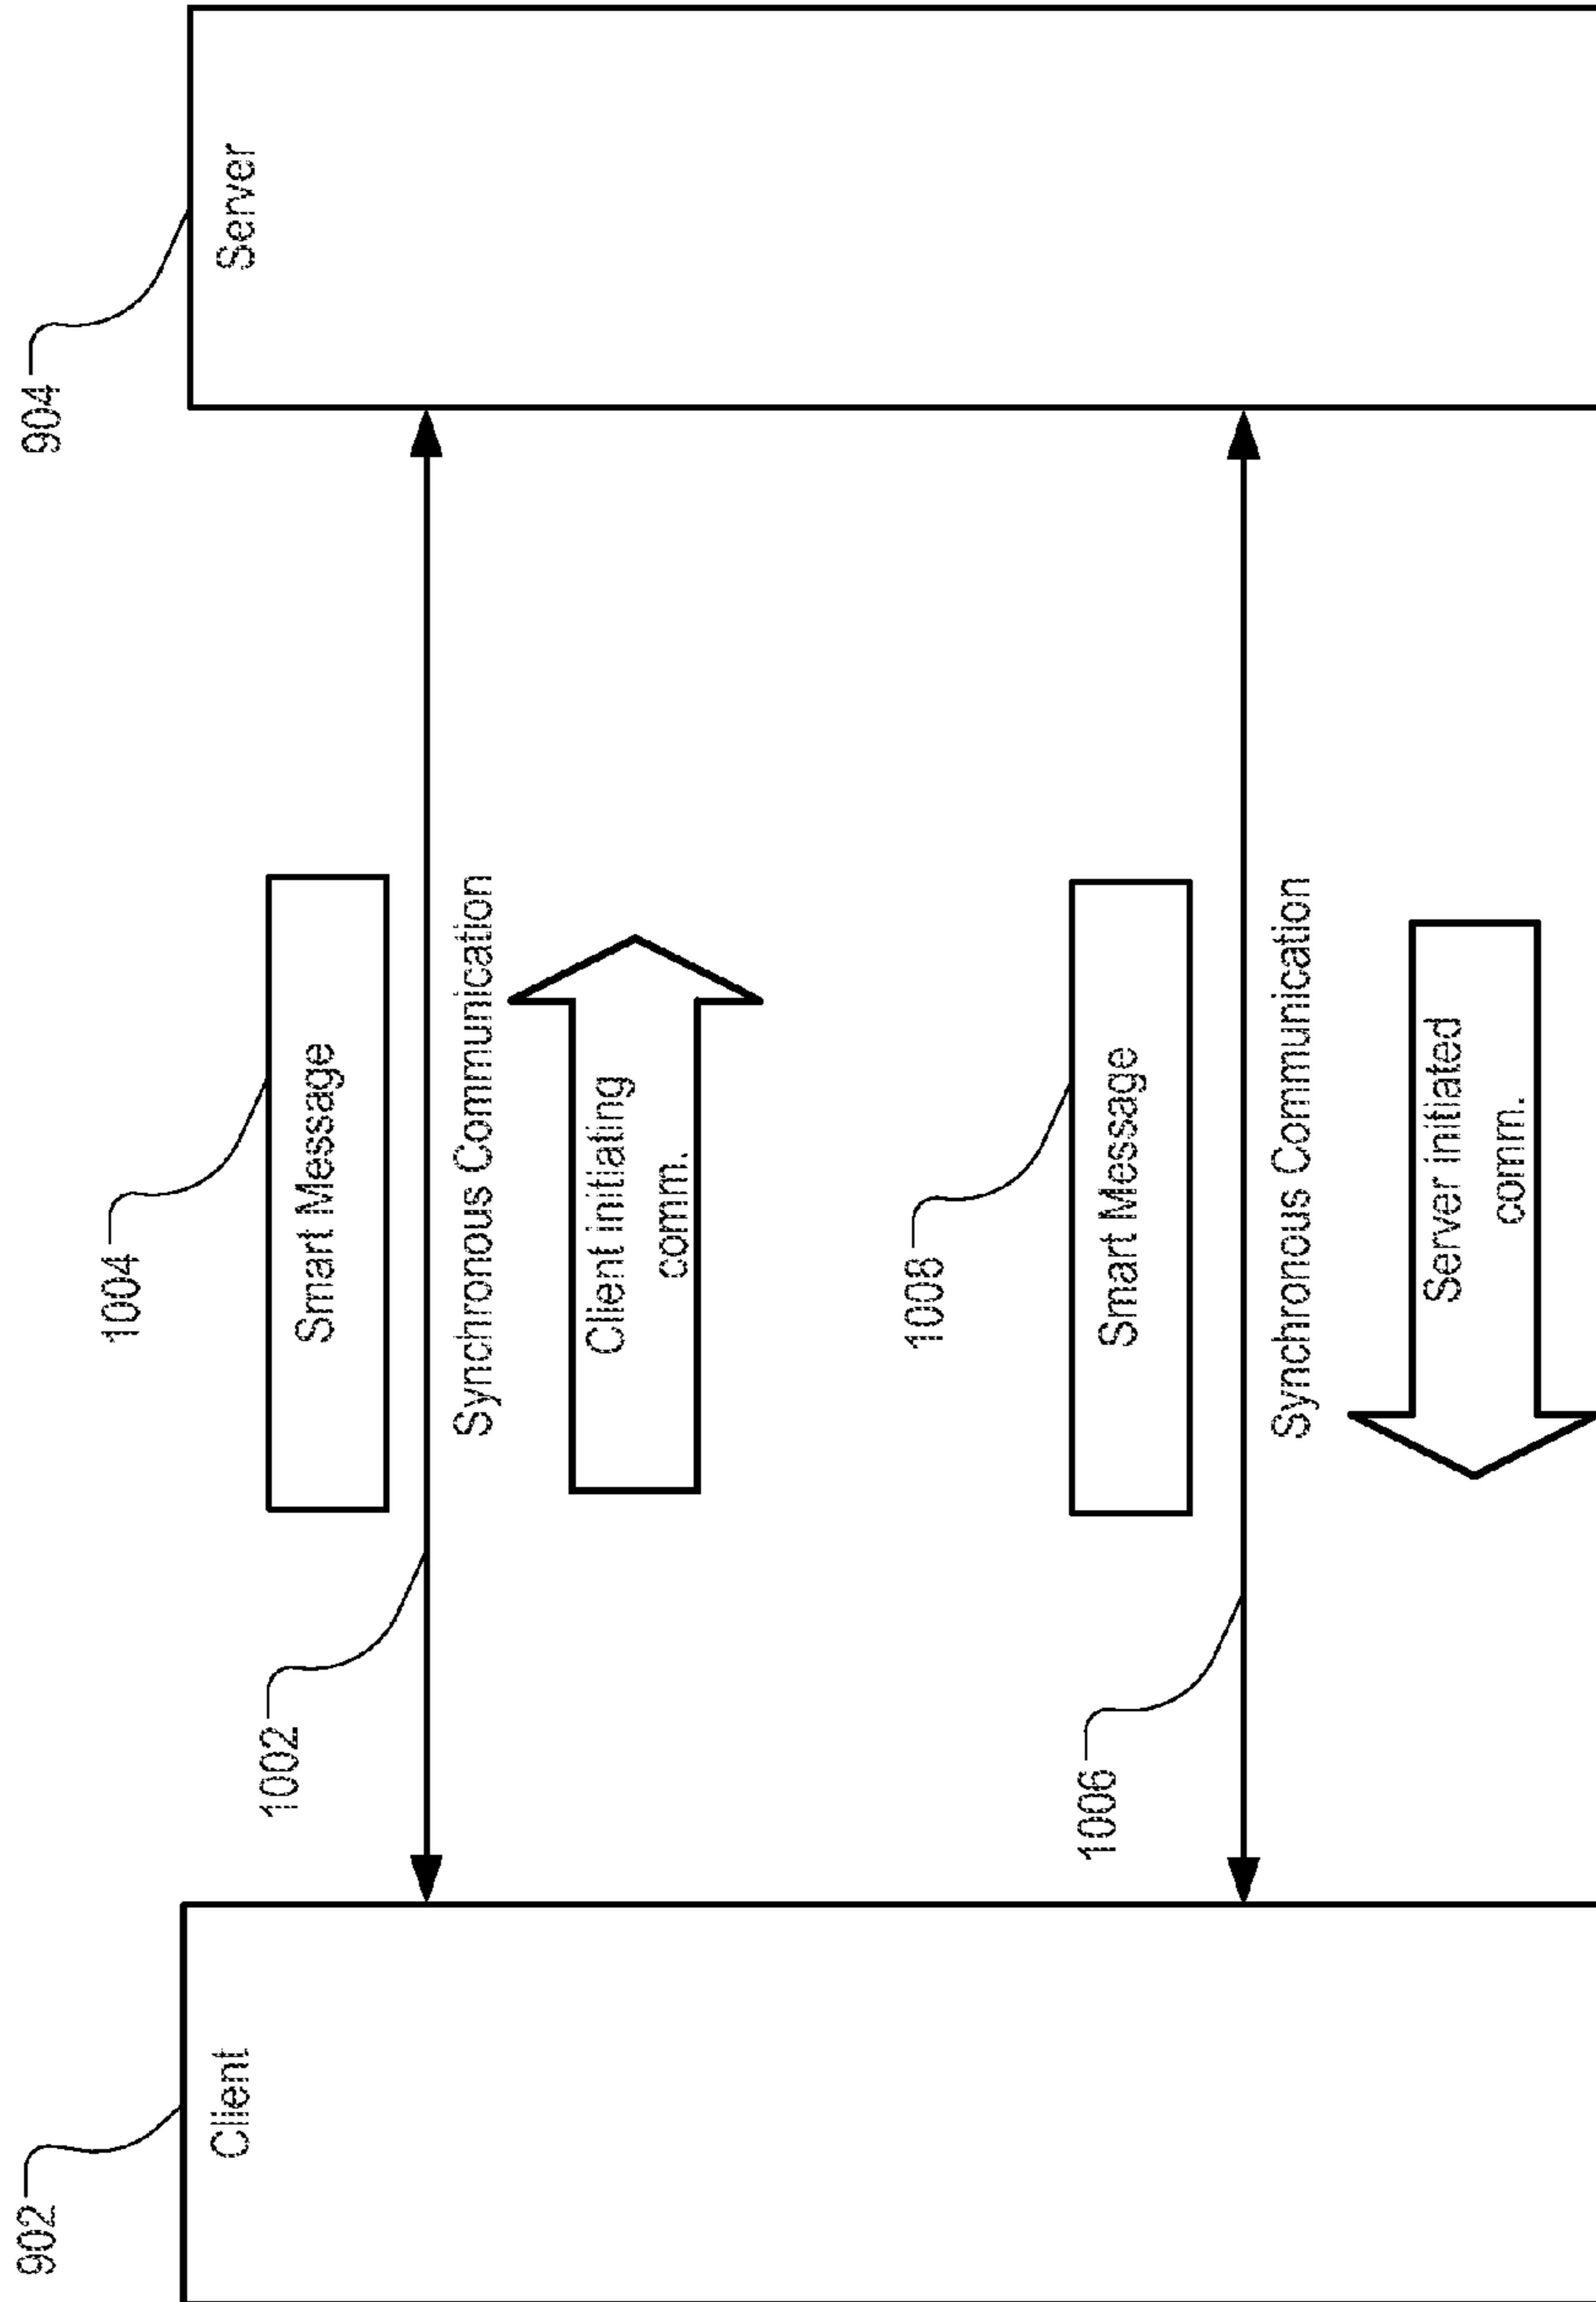 902
Client
904
Server
1004
Smart Message
1002
Synchronous Communication
Client initiating
comm.
1008
Smart Message
1006
Synchronous Communication
Server initiated
comm.